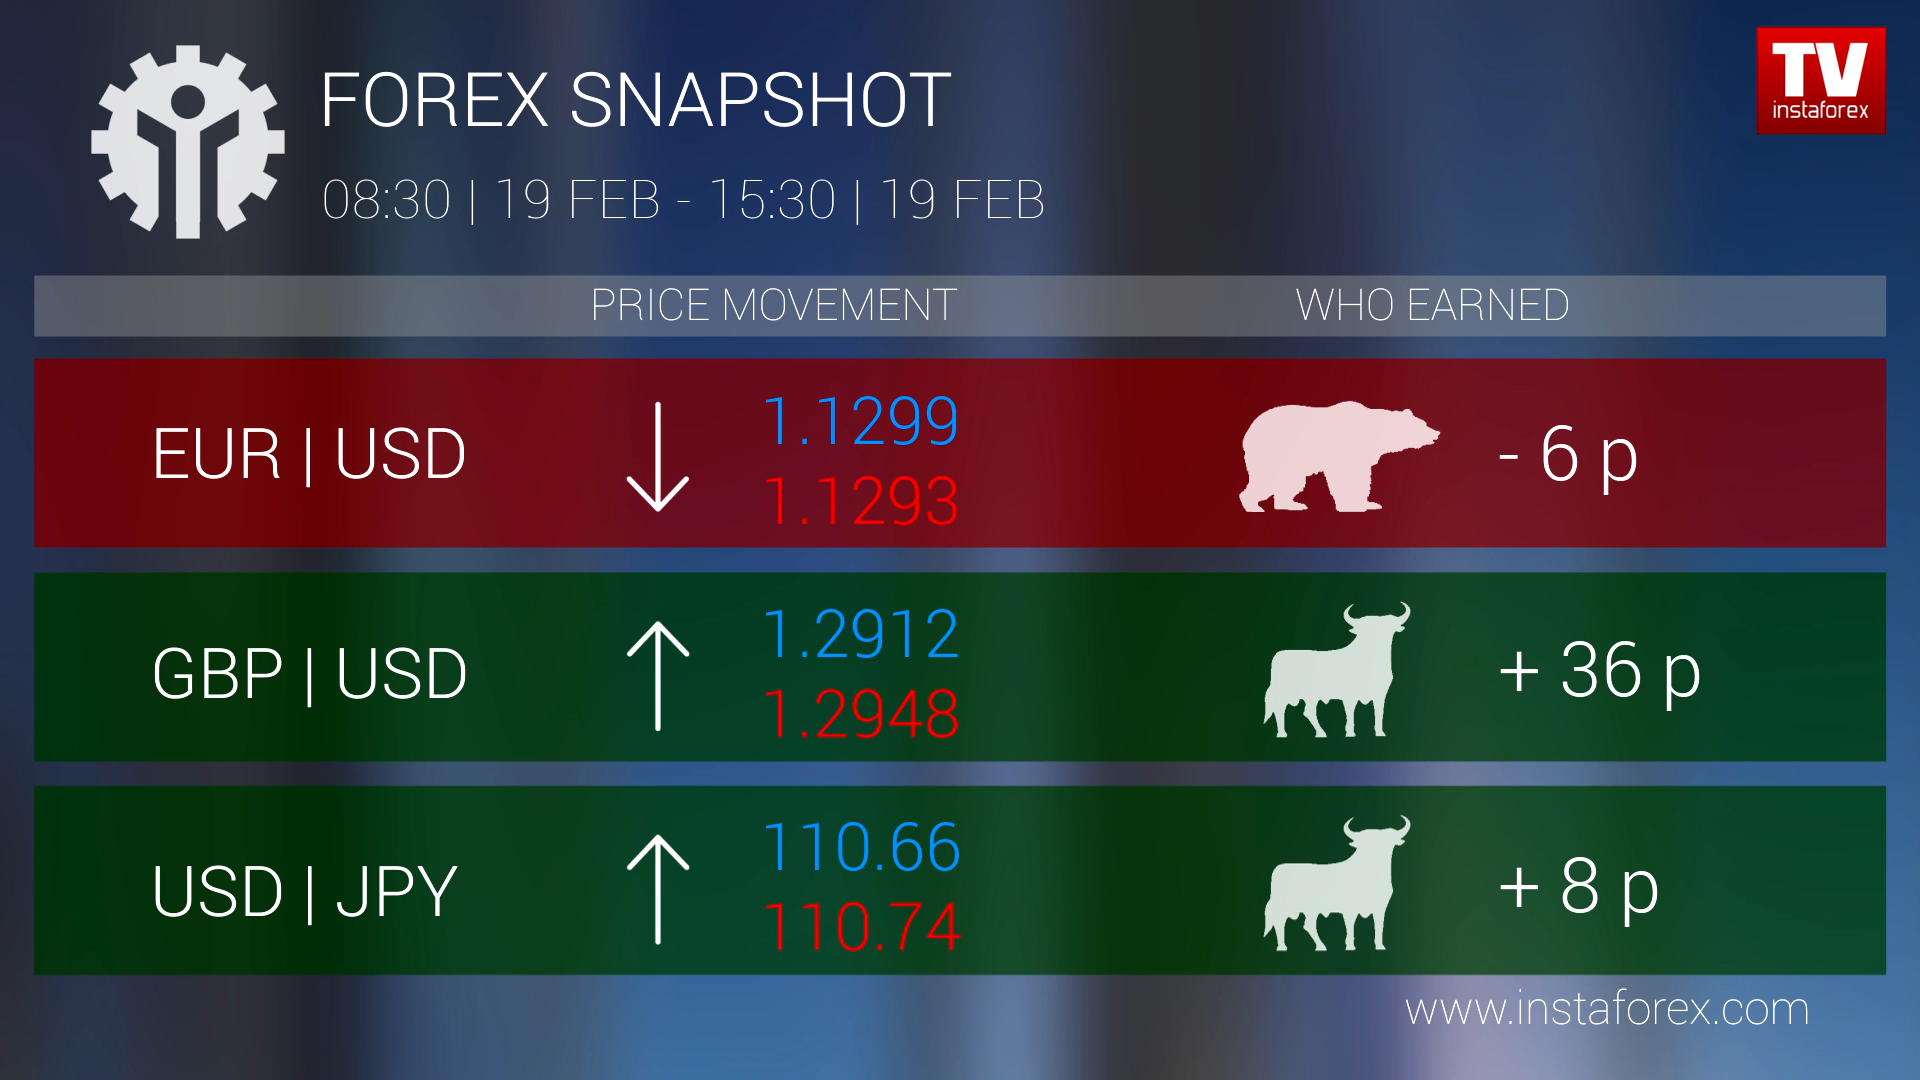 FOREX SNAPSHOT
TV
instaforex
08:30 | 19 FEB - 15:30 | 19 FEB
PRICE MOVEMENT WHO EARNED
EUR | USD
1.1299
1.1293
- 6 p
GBP | USD
1.2912
1.2948
+ 36 p
USD | JPY
110.66
110.74
+ 8 p
www.instaforex.com